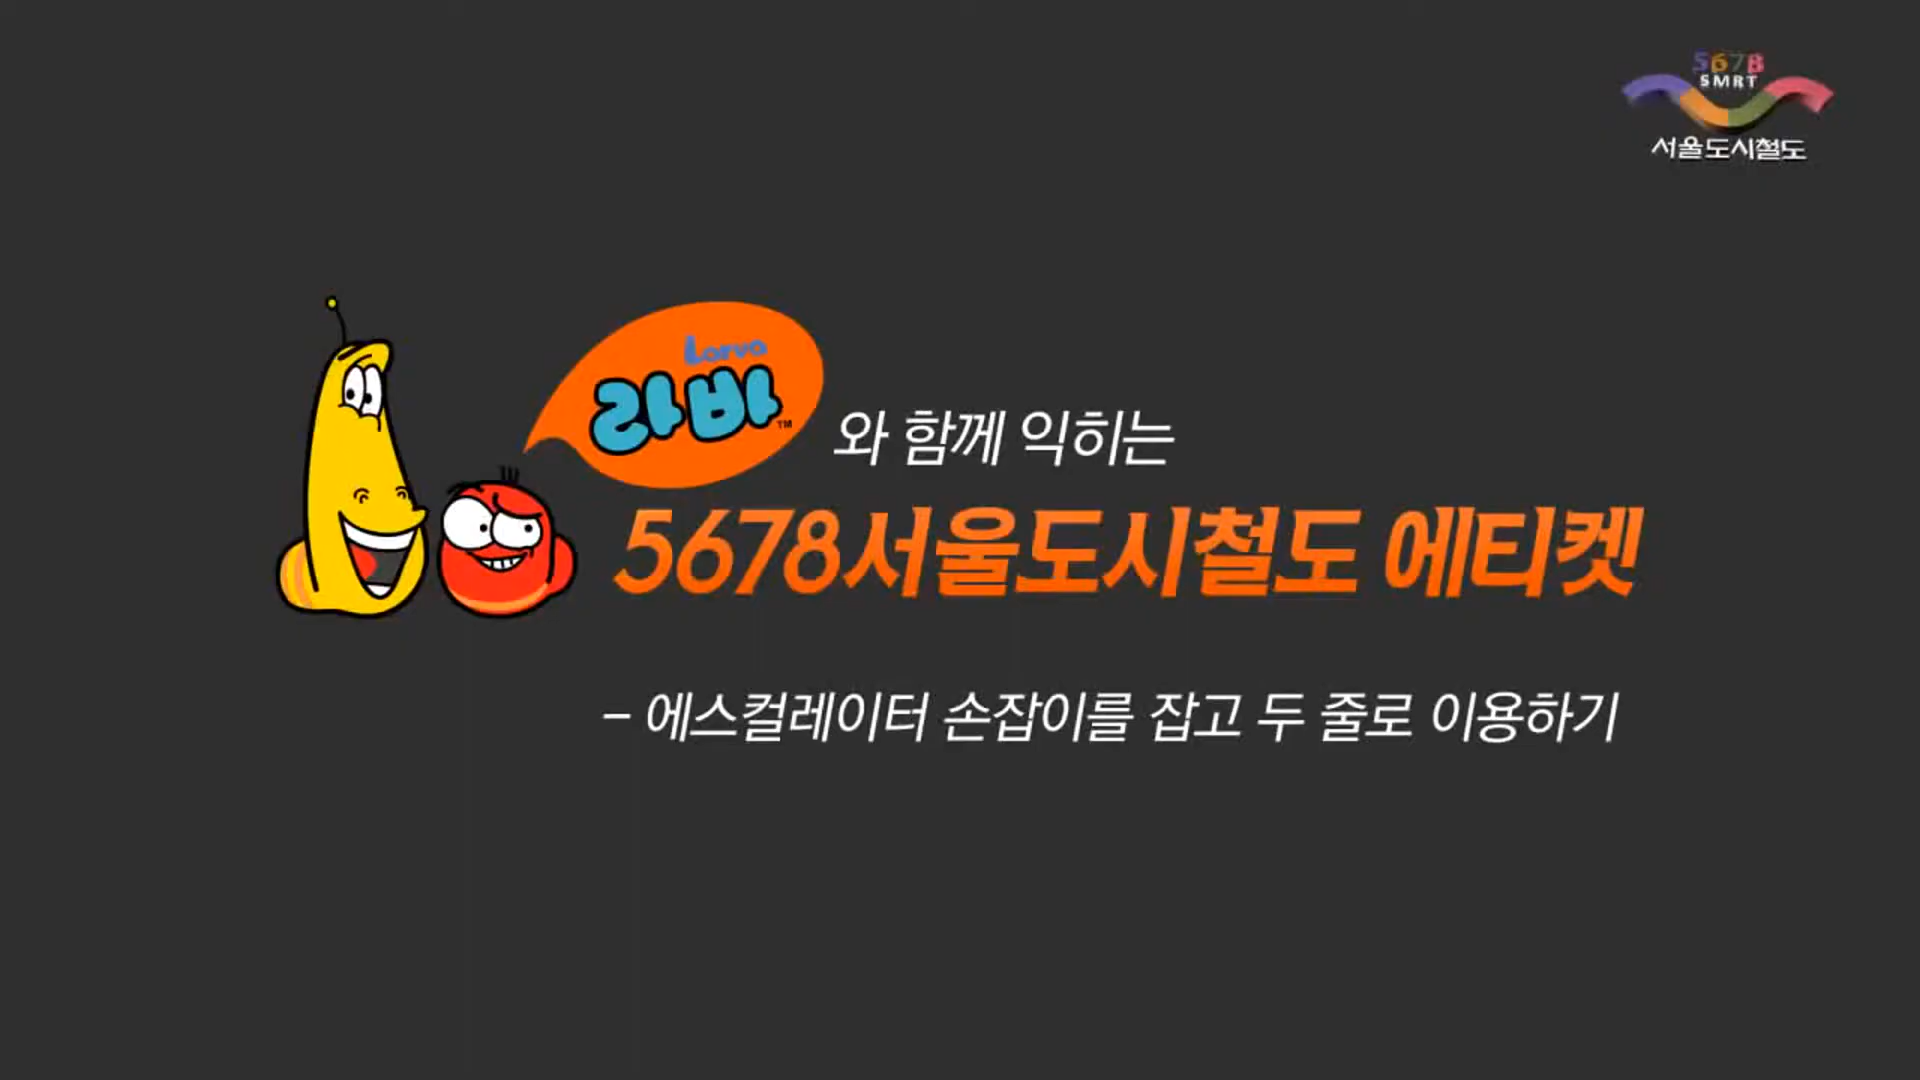 5678
SMRT
서울도시철도
Larva
라바™와 함께 익히는
5678서울도시철도 에티켓
- 에스컬레이터 손잡이를 잡고 두 줄로 이용하기